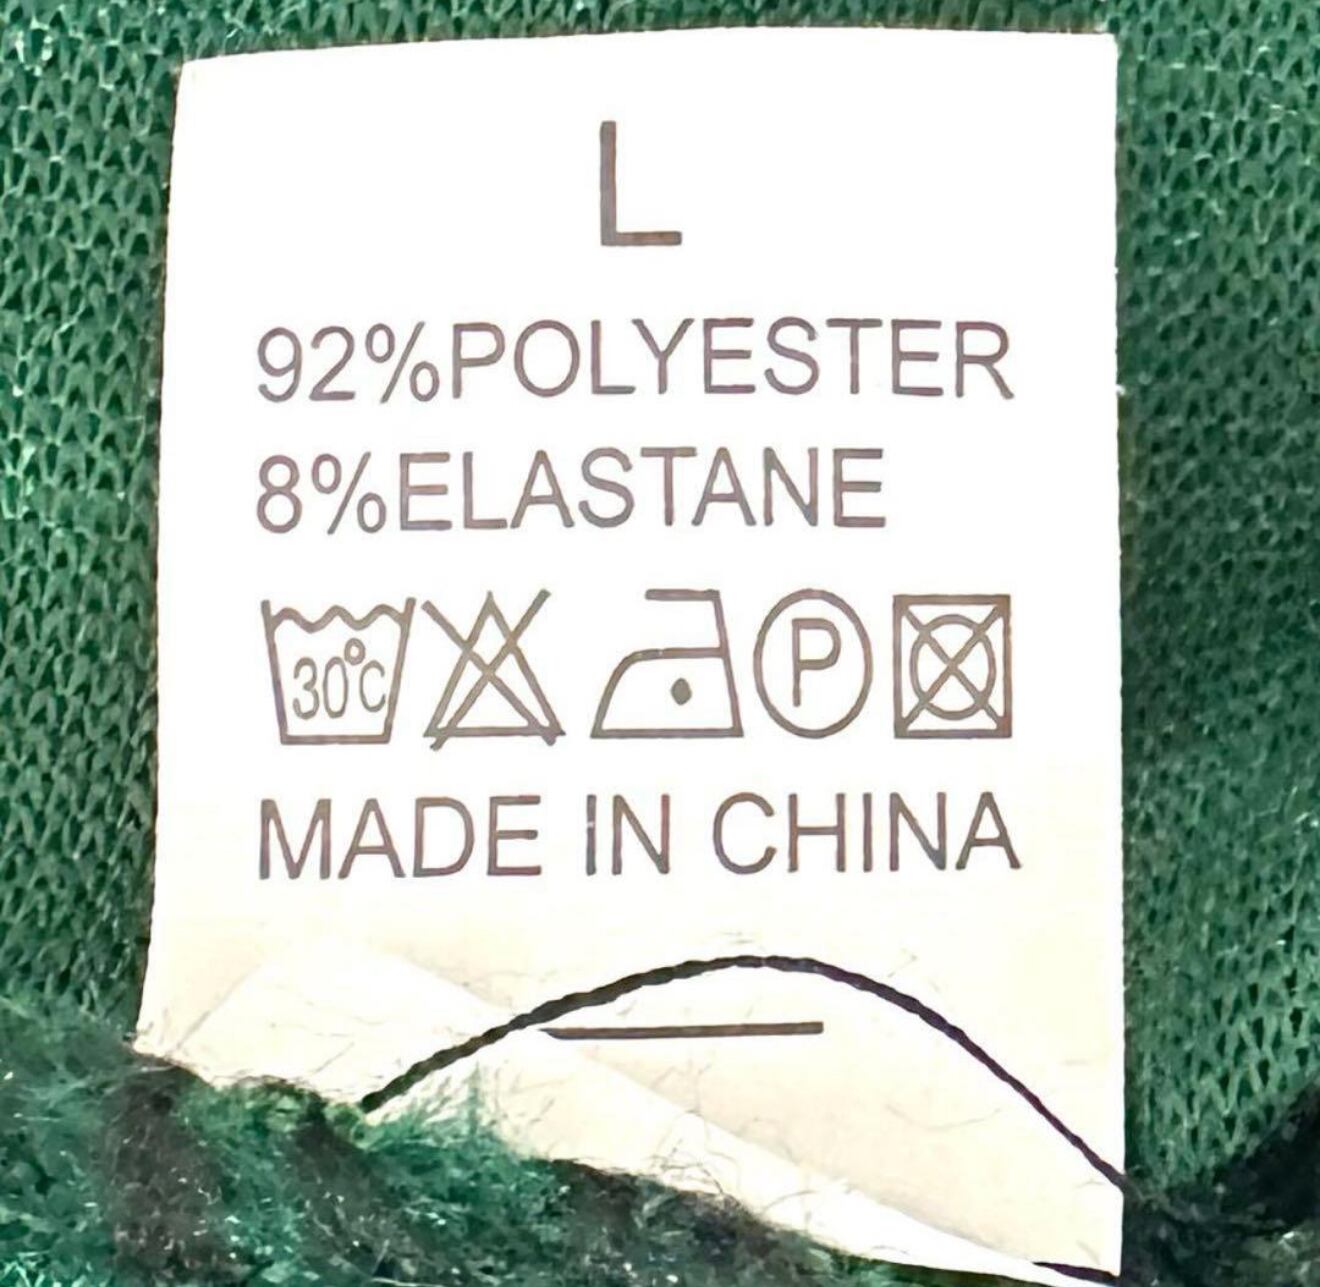 L
92%POLYESTER
8%ELASTANE
30°C P
MADE IN CHINA